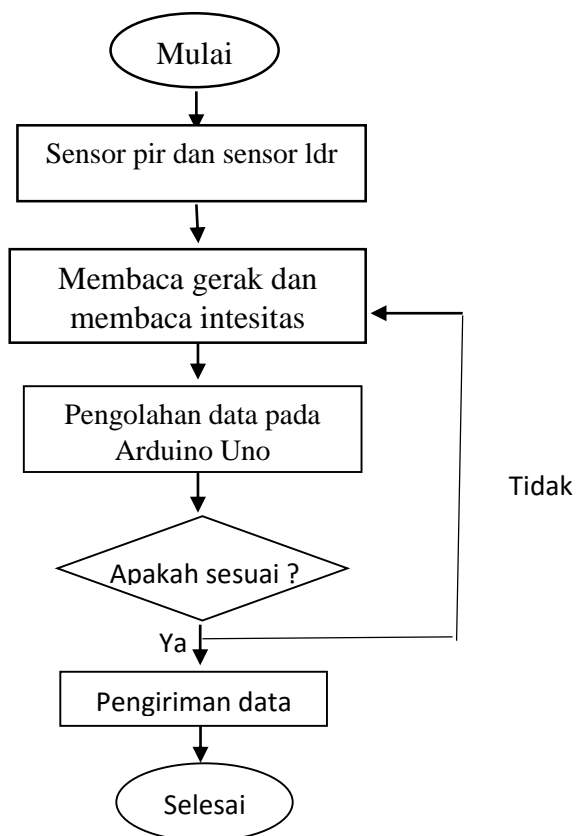 Mulai
Sensor pir dan sensor ldr
Membaca gerak dan
membaca intesitas
Pengolahan data pada
Arduino Uno
Tidak
Apakah sesuai ?
Ya
Pengiriman data
Selesai